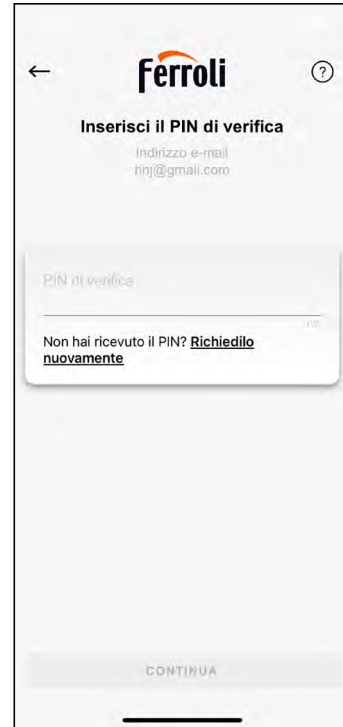 Ferroli
?
Inserisci il PIN di verifica
Indirizzo e-mail
hhj@gmail.com
PIN di verifica
Non hai ricevuto il PIN? Richiedilo
nuovamente
CONTINUA